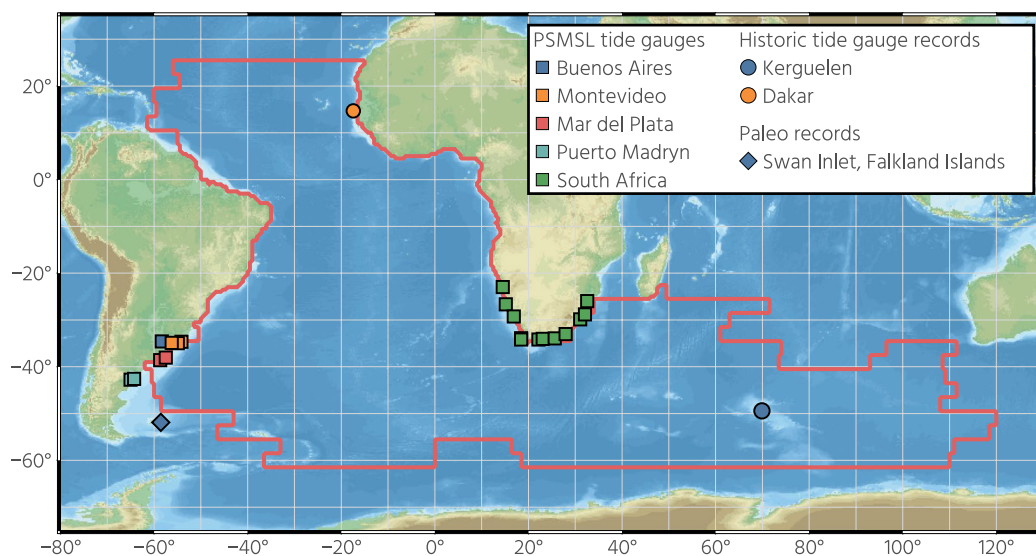 PSMSL tide gauges
Buenos Aires
Montevideo
Mar del Plata
Puerto Madryn
South Africa
Historic tide gauge records
Kerguelen
Dakar
Paleo records
Swan Inlet, Falkland Islands
20°
0°
−20°
−40°
−60°
−80°
−60°
−40°
−20°
0°
20°
40°
60°
80°
100°
120°